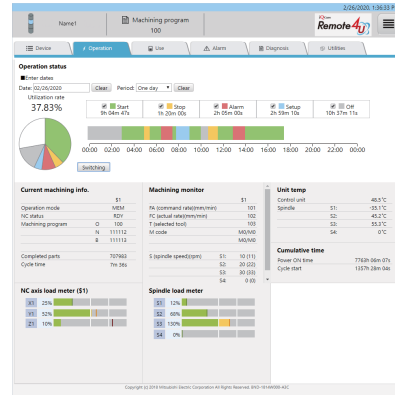 2/26/2020, 1:36:33 P
Name1
Machining program
100
Remote4U
Device
Operation
Use
Alarm
Diagnosis
Utilities
Operation status
■Enter dates
Date: 02/26/2020 Clear Period: One day Clear
Utilization rate
37.83%
Start
9h 04m 47s
Stop
1h 20m 00s
Alarm
2h 05m 00s
Setup
2h 59m 10s
Off
10h 37m 11s
00:00 02:00 04:00 06:00 08:00 10:00 12:00 14:00 16:00 18:00 20:00 22:00 00:00
Switching
Current machining info.
$1
Operation mode MEM
NC status RDY
Machining program O 100
N 111112
B 111113
Completed parts 707983
Cycle time 7m 36s
Machining monitor
$1
FA (command rate)(mm/min) 101
FC (actual rate)(mm/min) 102
T (selected tool) 103
M code M0/M0
M0/M0
S (spindle speed)(rpm) S1: 10 (11)
S2: 20 (22)
S3: 30 (33)
S4: 0 (0)
Unit temp
Control unit 48.5°C
Spindle S1: -35.1°C
S2: 45.2°C
S3: 55.3°C
S4: 0°C
Cumulative time
Power ON time 7763h 06m 07s
Cycle start 1357h 28m 04s
NC axis load meter ($1)
X1 25%
Y1 52%
Z1 10%
Spindle load meter
S1 12%
S2 66%
S3 130%
S4 0%
Copyright (c) 2018 Mitsubishi Electric Corporation All Rights Reserved.